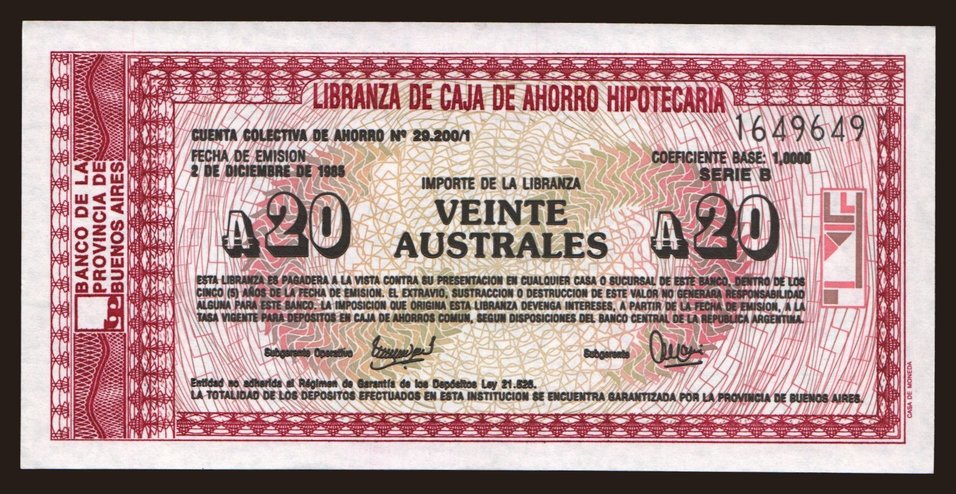 BANCO DE LA
PROVINCIA DE
BUENOS AIRES
LIBRANZA DE CAJA DE AHORRO HIPOTECARIA
1649649
CUENTA COLECTIVA DE AHORRO Nº 29.200/1
FECHA DE EMISION
2 DE DICIEMBRE DE 1985
COEFICIENTE BASE: 1,0000
SERIE B
IMPORTE DE LA LIBRANZA
₳20
VEINTE
AUSTRALES
₳20
ESTA LIBRANZA ES PAGADERA A LA VISTA CONTRA SU PRESENTACION EN CUALQUIER CASA O SUCURSAL DE ESTE BANCO, DENTRO DE LOS
CINCO (5) AÑOS DE LA FECHA DE EMISION. EL EXTRAVIO, SUSTRACCION O DESTRUCCION DE ESTE VALOR NO GENERARA RESPONSABILIDAD
ALGUNA PARA ESTE BANCO. LA IMPOSICION QUE ORIGINA ESTA LIBRANZA DEVENGA INTERESES, A PARTIR DE LA FECHA DE EMISION, A LA
TASA VIGENTE PARA DEPOSITOS EN CAJA DE AHORROS COMUN, SEGUN DISPOSICIONES DEL BANCO CENTRAL DE LA REPUBLICA ARGENTINA.
Subgerente Operativo
Subgerente
Entidad no adherida al Régimen de Garantía de los Depósitos Ley 21.526.
LA TOTALIDAD DE LOS DEPOSITOS EFECTUADOS EN ESTA INSTITUCION SE ENCUENTRA GARANTIZADA POR LA PROVINCIA DE BUENOS AIRES.
CASA DE MONEDA